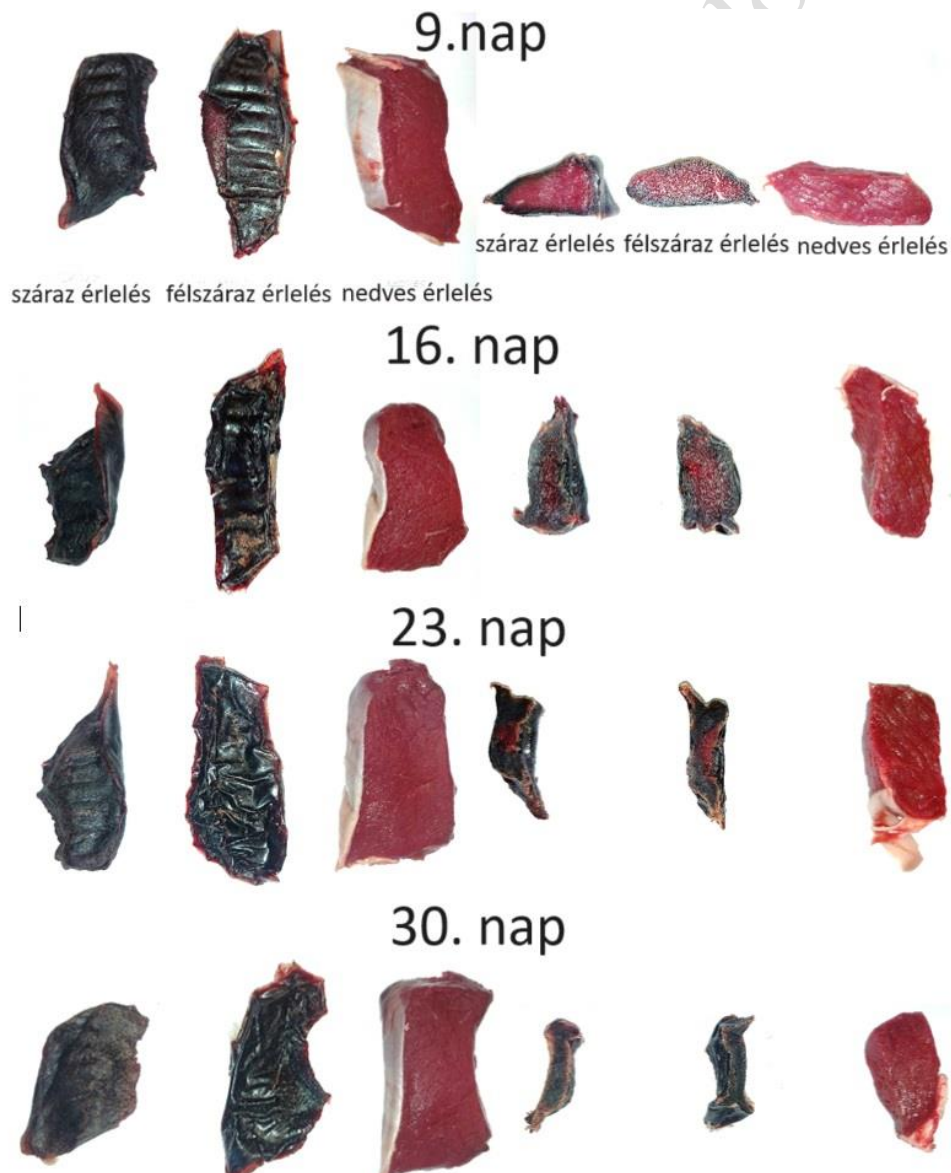 9.nap
száraz érlelés félszáraz érlelés nedves érlelés
száraz érlelés félszáraz érlelés nedves érlelés
16. nap
23. nap
30. nap